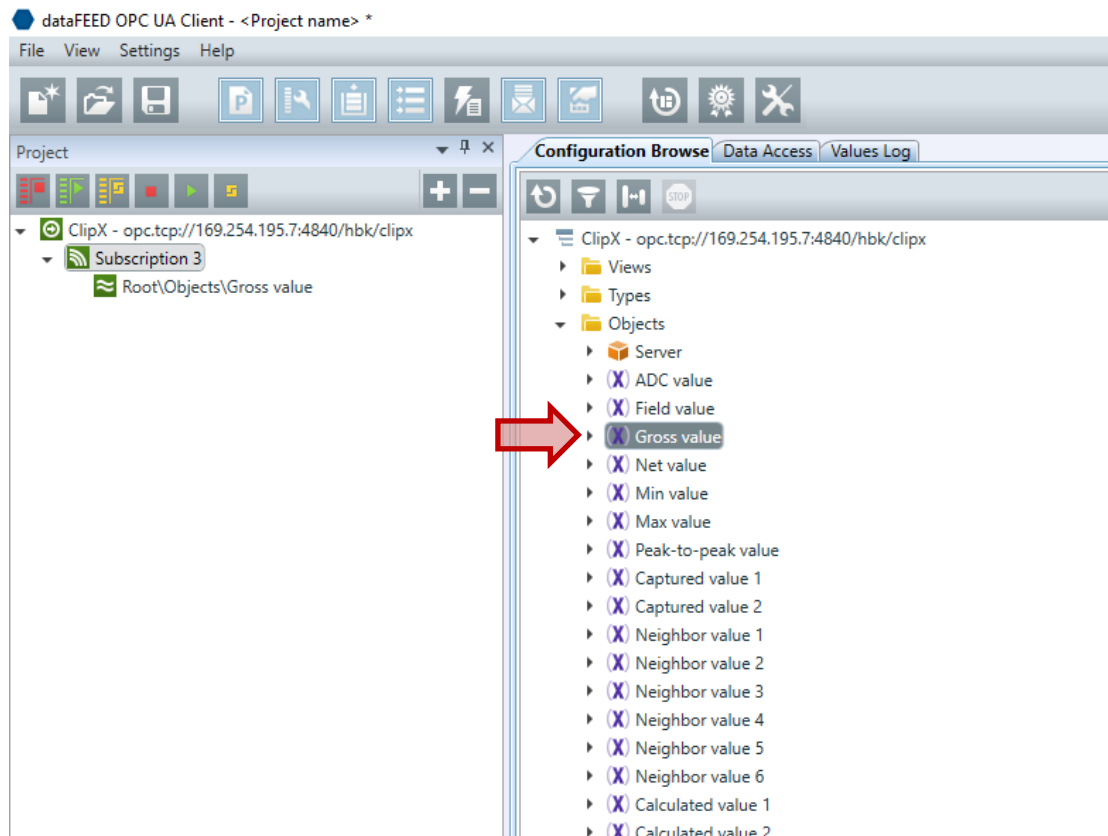 dataFEED OPC UA Client - <Project name> *
File View Settings Help
Project
Configuration Browse Data Access Values Log
STOP
ClipX - opc.tcp://169.254.195.7:4840/hbk/clipx
Subscription 3
Root\Objects\Gross value
ClipX - opc.tcp://169.254.195.7:4840/hbk/clipx
Views
Types
Objects
Server
(X) ADC value
(X) Field value
(X) Gross value
(X) Net value
(X) Min value
(X) Max value
(X) Peak-to-peak value
(X) Captured value 1
(X) Captured value 2
(X) Neighbor value 1
(X) Neighbor value 2
(X) Neighbor value 3
(X) Neighbor value 4
(X) Neighbor value 5
(X) Neighbor value 6
(X) Calculated value 1
(X) Calculated value 2